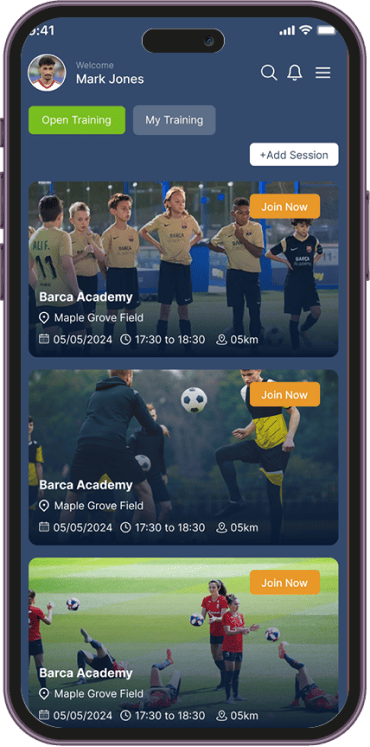 9:41
Welcome
Mark Jones
Open Training
My Training
+Add Session
Join Now
ALI F.
11
BARCA
Barca Academy
Maple Grove Field
05/05/2024 17:30 to 18:30 05km
Join Now
Barca Academy
Maple Grove Field
05/05/2024 17:30 to 18:30 05km
Join Now
Barca Academy
Maple Grove Field
05/05/2024 17:30 to 18:30 05km